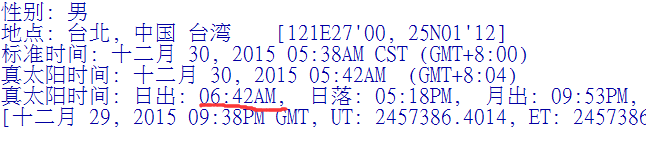 性别: 男
地点: 台北, 中国 台湾 [121E27'00, 25N01'12]
标准时间: 十二月 30, 2015 05:38AM CST (GMT+8:00)
真太阳时间: 十二月 30, 2015 05:42AM (GMT+8:04)
真太阳时间: 日出: 06:42AM, 日落: 05:18PM, 月出: 09:53PM,
[十二月 29, 2015 09:38PM GMT, UT: 2457386.4014, ET: 2457386